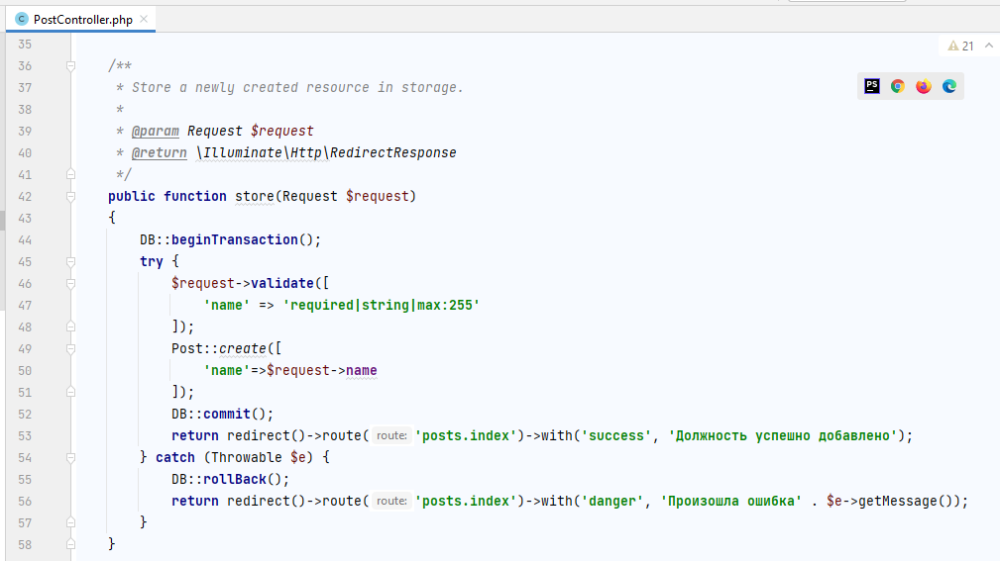 PostController.php
21
35
36 /**
37 * Store a newly created resource in storage.
38 *
39 * @param Request $request
40 * @return \Illuminate\Http\RedirectResponse
41 */
42 public function store(Request $request)
43 {
44 DB::beginTransaction();
45 try {
46 $request->validate([
47 'name' => 'required|string|max:255'
48 ]);
49 Post::create([
50 'name'=>$request->name
51 ]);
52 DB::commit();
53 return redirect()->route( route: 'posts.index')->with('success', 'Должность успешно добавлено');
54 } catch (Throwable $e) {
55 DB::rollBack();
56 return redirect()->route( route: 'posts.index')->with('danger', 'Произошла ошибка' . $e->getMessage());
57 }
58 }